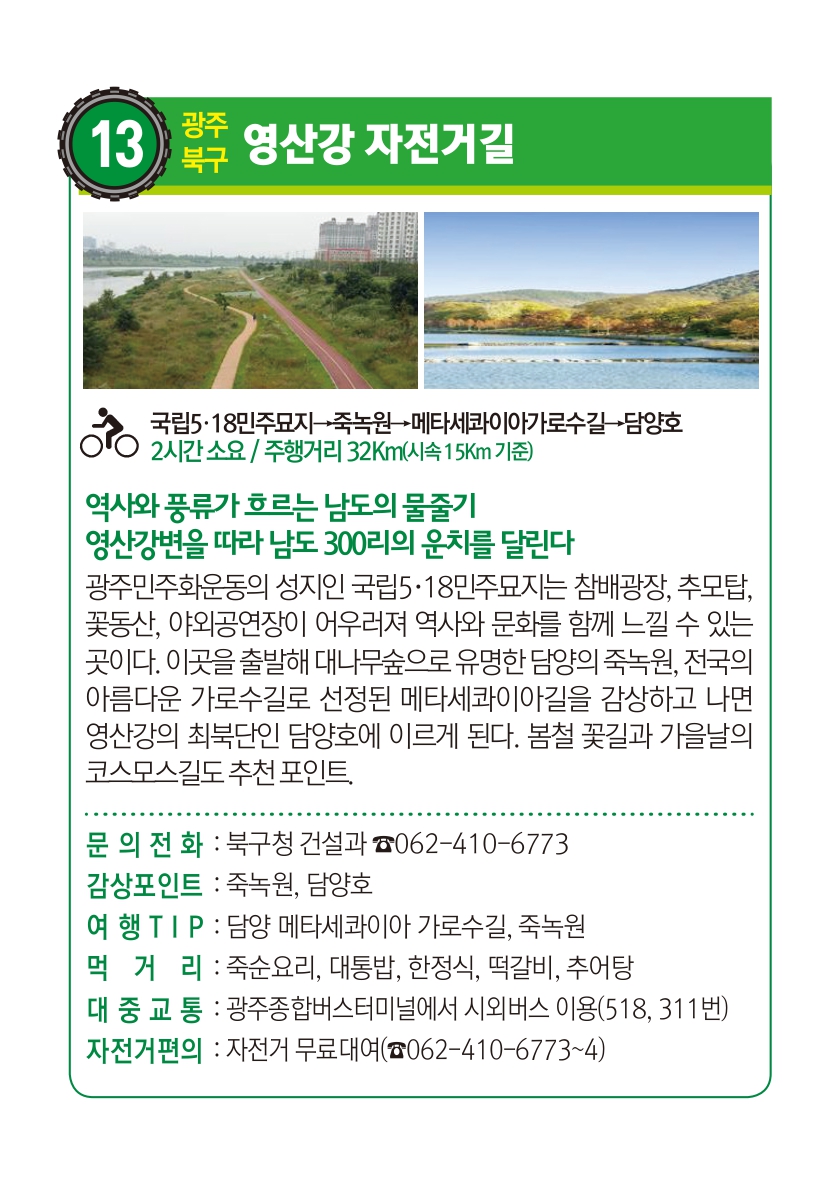 13 광주 북구 영산강 자전거길
국립5·18민주묘지→죽녹원→메타세콰이아가로수길→담양호
2시간 소요 / 주행거리 32Km(시속 15Km 기준)
역사와 풍류가 흐르는 남도의 물줄기
영산강변을 따라 남도 300리의 운치를 달린다
광주민주화운동의 성지인 국립5·18민주묘지는 참배광장, 추모탑,
꽃동산, 야외공연장이 어우러져 역사와 문화를 함께 느낄 수 있는
곳이다. 이곳을 출발해 대나무숲으로 유명한 담양의 죽녹원, 전국의
아름다운 가로수길로 선정된 메타세콰이아길을 감상하고 나면
영산강의 최북단인 담양호에 이르게 된다. 봄철 꽃길과 가을날의
코스모스길도 추천 포인트.
문의전화 : 북구청 건설과 ☎062-410-6773
감상포인트 : 죽녹원, 담양호
여행TIP : 담양 메타세콰이아 가로수길, 죽녹원
먹거리 : 죽순요리, 대통밥, 한정식, 떡갈비, 추어탕
대중교통 : 광주종합버스터미널에서 시외버스 이용(518, 311번)
자전거편의 : 자전거 무료대여(☎062-410-6773~4)